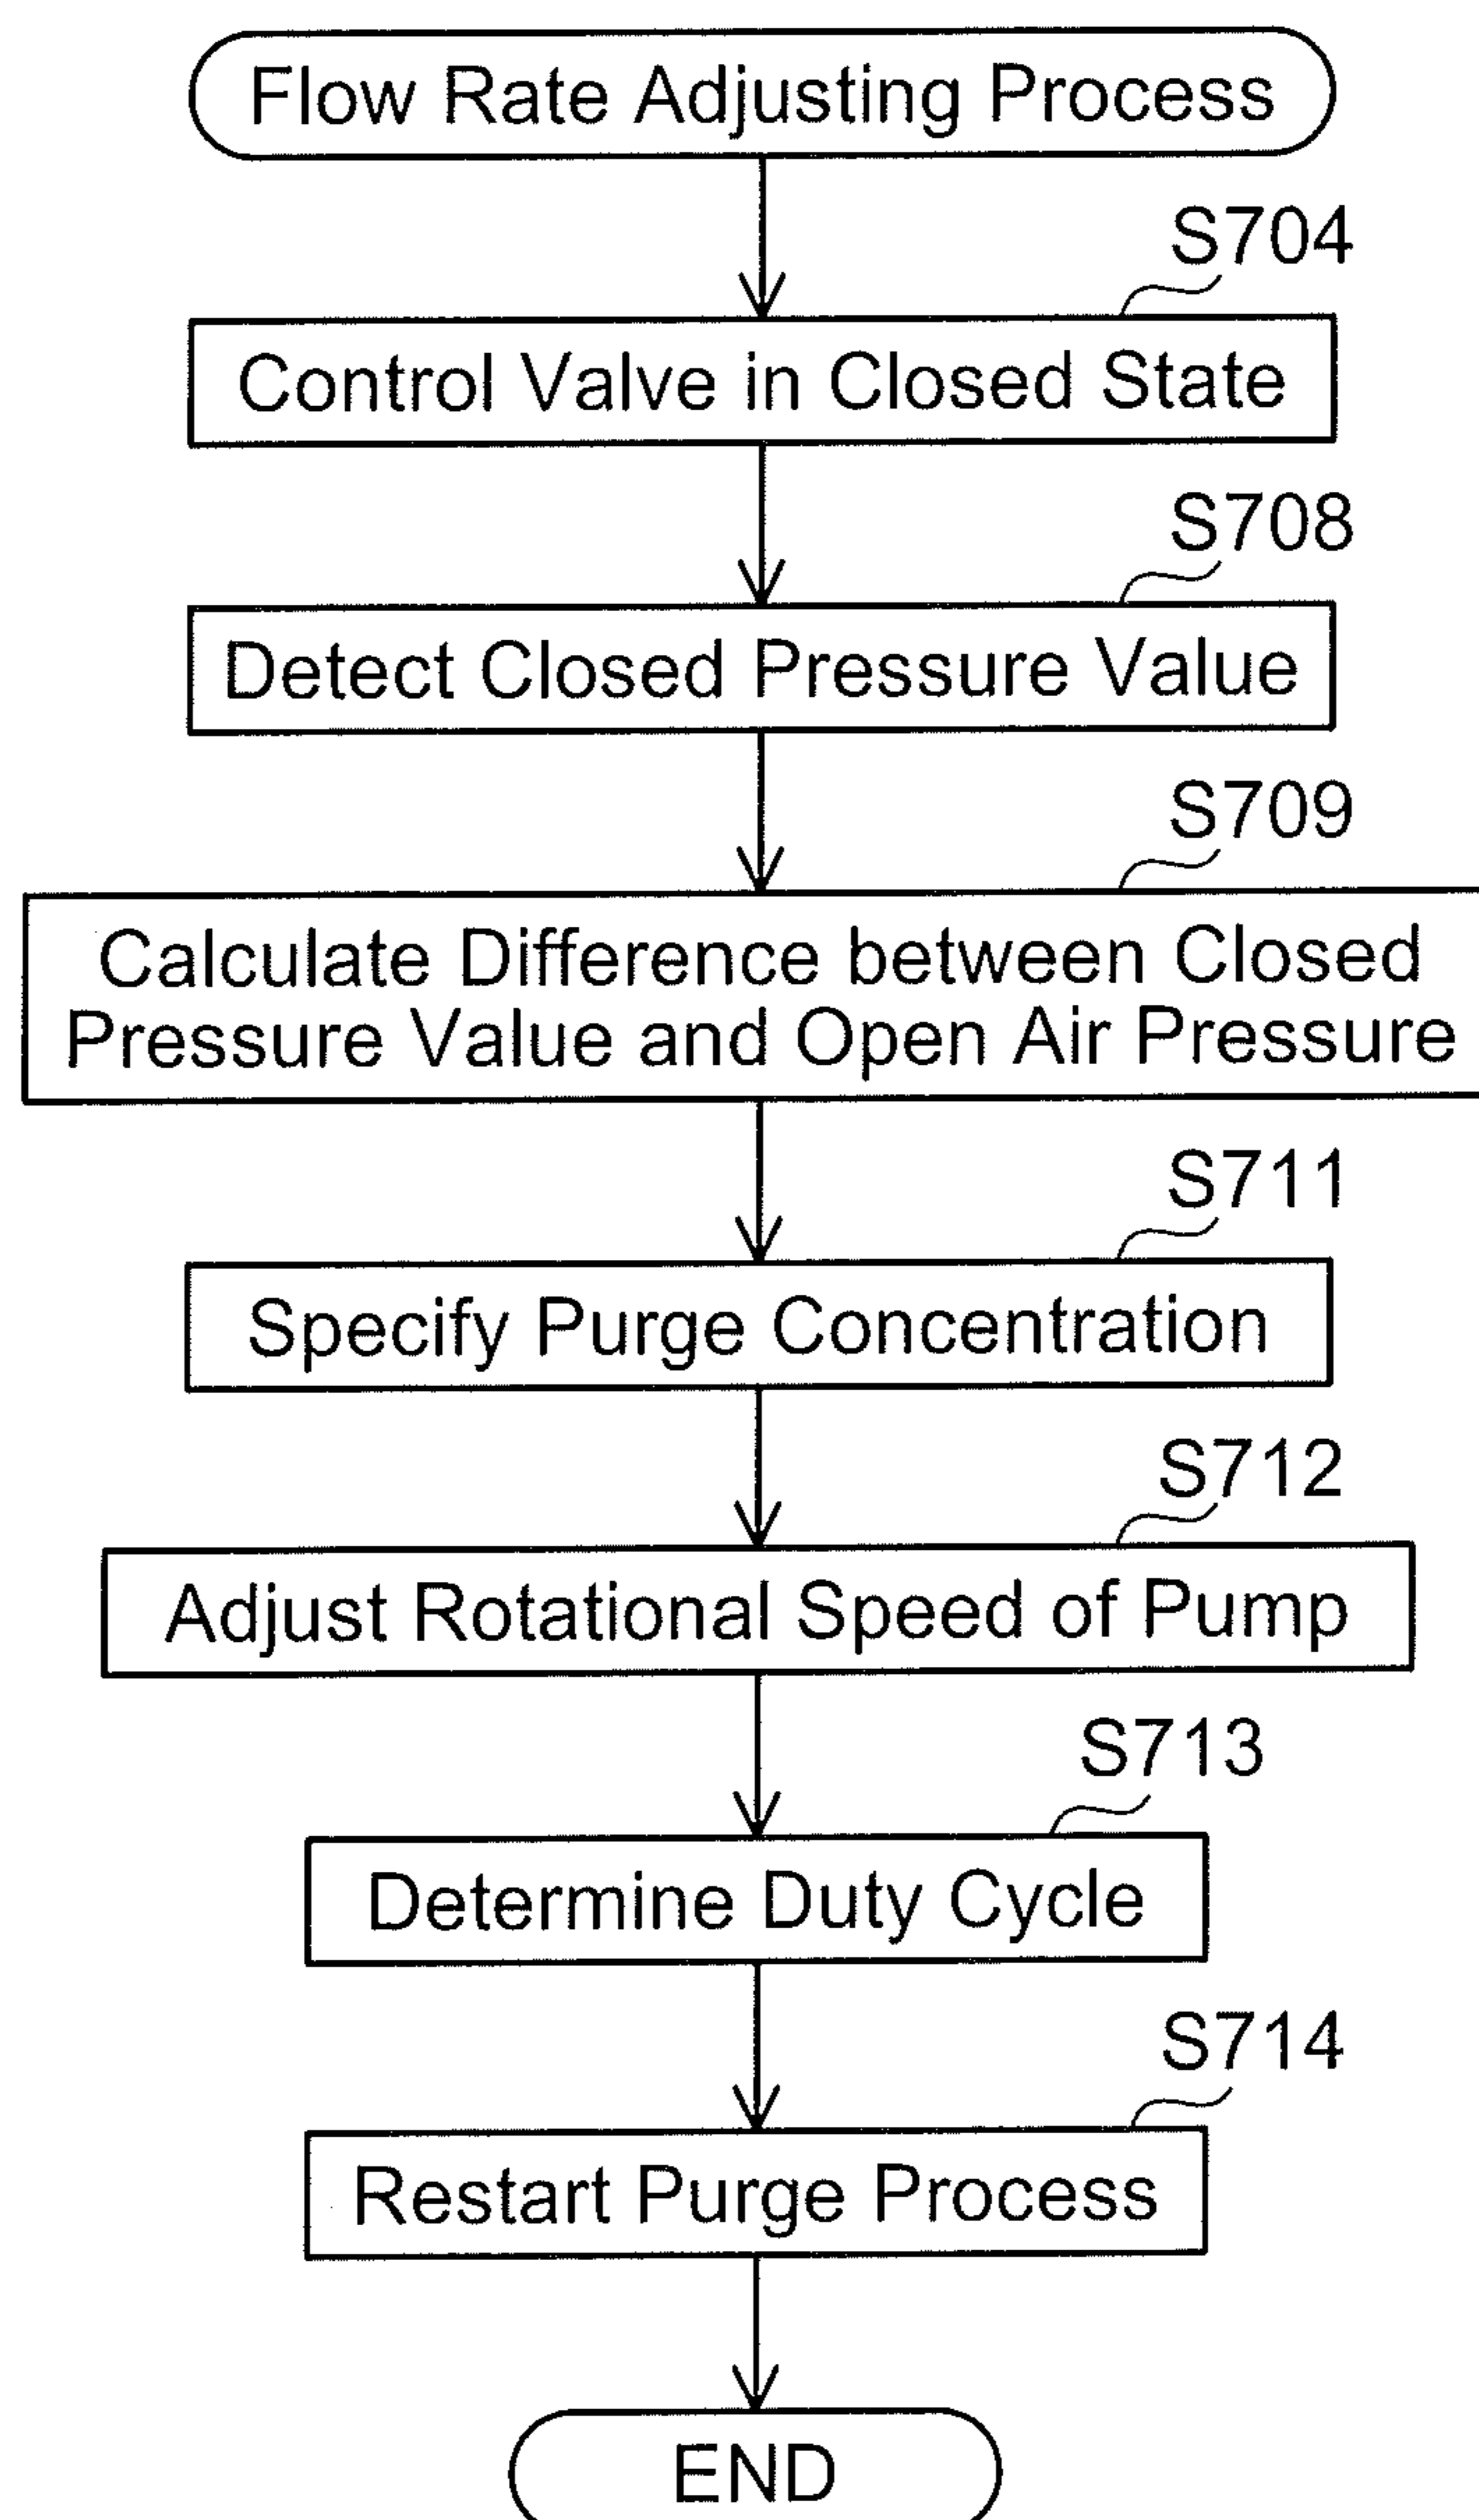 Flow Rate Adjusting Process
S704
Control Valve in Closed State
S708
Detect Closed Pressure Value
S709
Calculate Difference between Closed
Pressure Value and Open Air Pressure
S711
Specify Purge Concentration
S712
Adjust Rotational Speed of Pump
S713
Determine Duty Cycle
S714
Restart Purge Process
END